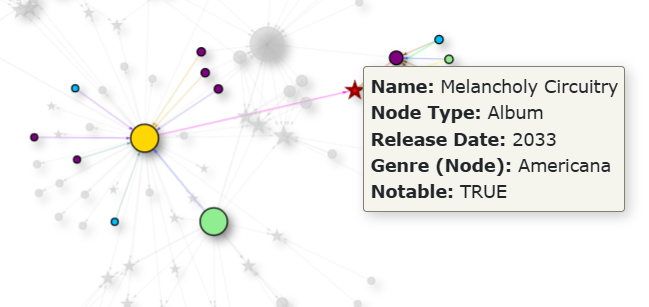 Name: Melancholy Circuitry
Node Type: Album
Release Date: 2033
Genre (Node): Americana
Notable: TRUE